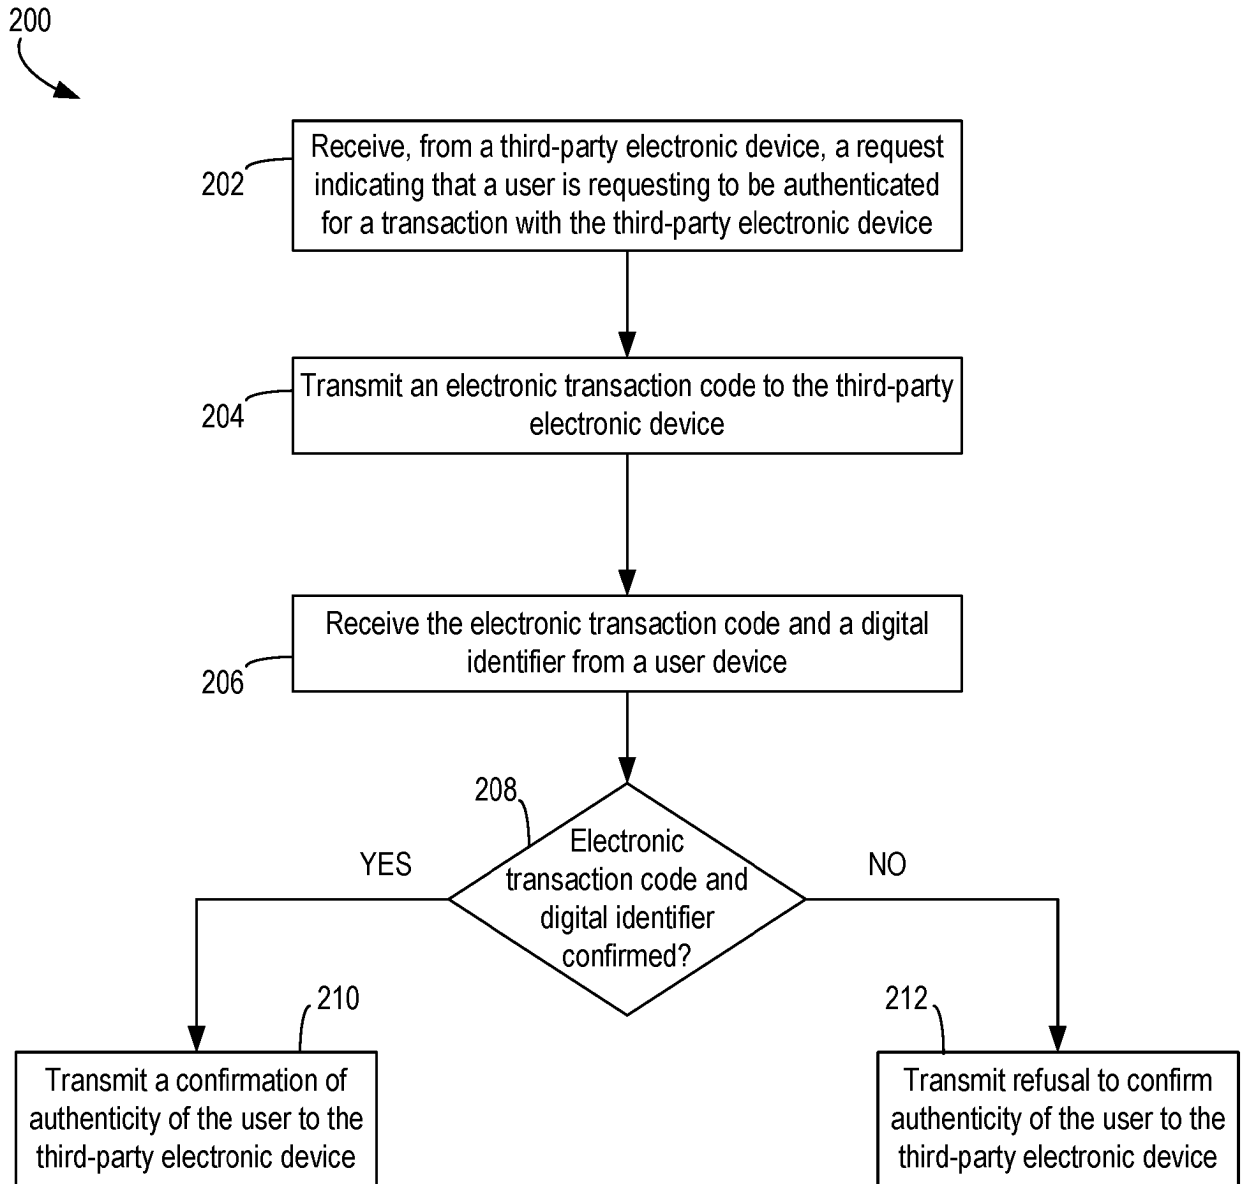 200
Receive, from a third-party electronic device, a request
indicating that a user is requesting to be authenticated
for a transaction with the third-party electronic device
202
Transmit an electronic transaction code to the third-party
electronic device
204
Receive the electronic transaction code and a digital
identifier from a user device
206
208
Electronic
transaction code and
digital identifier
confirmed?
YES
NO
210
Transmit a confirmation of
authenticity of the user to the
third-party electronic device
212
Transmit refusal to confirm
authenticity of the user to the
third-party electronic device